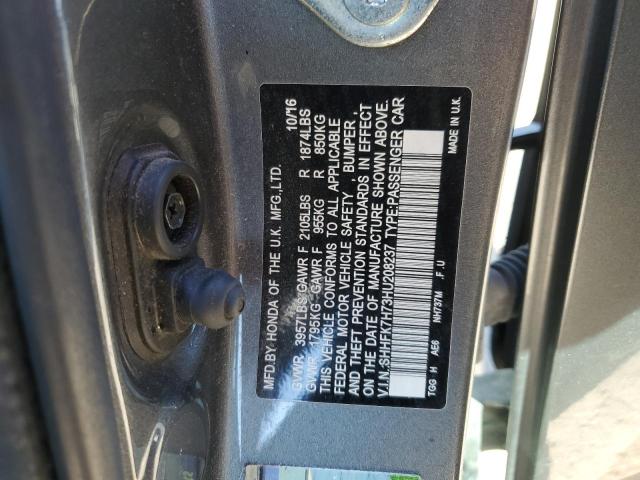 MFD.BY HONDA OF THE U.K. MFG.,LTD. 10/16
GVWR. 3957LBS GAWR F 2105LBS R 1874LBS
GVWR. 1795KG GAWR F 955KG R 850KG
THIS VEHICLE CONFORMS TO ALL APPLICABLE
FEDERAL MOTOR VEHICLE SAFETY BUMPER,
AND THEFT PREVENTION STANDARDS IN EFFECT
ON THE DATE OF MANUFACTURE SHOWN ABOVE.
V.I.N.:SHHFK7H73HU208237 TYPE:PASSENGER CAR
TGG H AE6 NH737M .F.U MADE IN U.K.